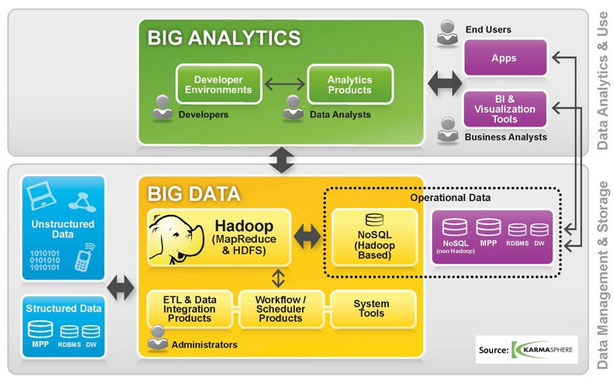 BIG ANALYTICS
Developer
Environments
Analytics
Products
Developers
Data Analysts
End Users
Apps
BI &
Visualization
Tools
Business Analysts
Data Analytics & Use
Unstructured
Data
1010101
0101010
1010101
Structured Data
MPP
RDBMS
DW
BIG DATA
Hadoop
(MapReduce
& HDFS)
Operational Data
NoSQL
(Hadoop
Based)
NoSQL
(non Hadoop)
MPP
RDBMS
DW
ETL & Data
Integration
Products
Workflow /
Scheduler
Products
System
Tools
Administrators
Source: KARMASPHERE
Data Management & Storage